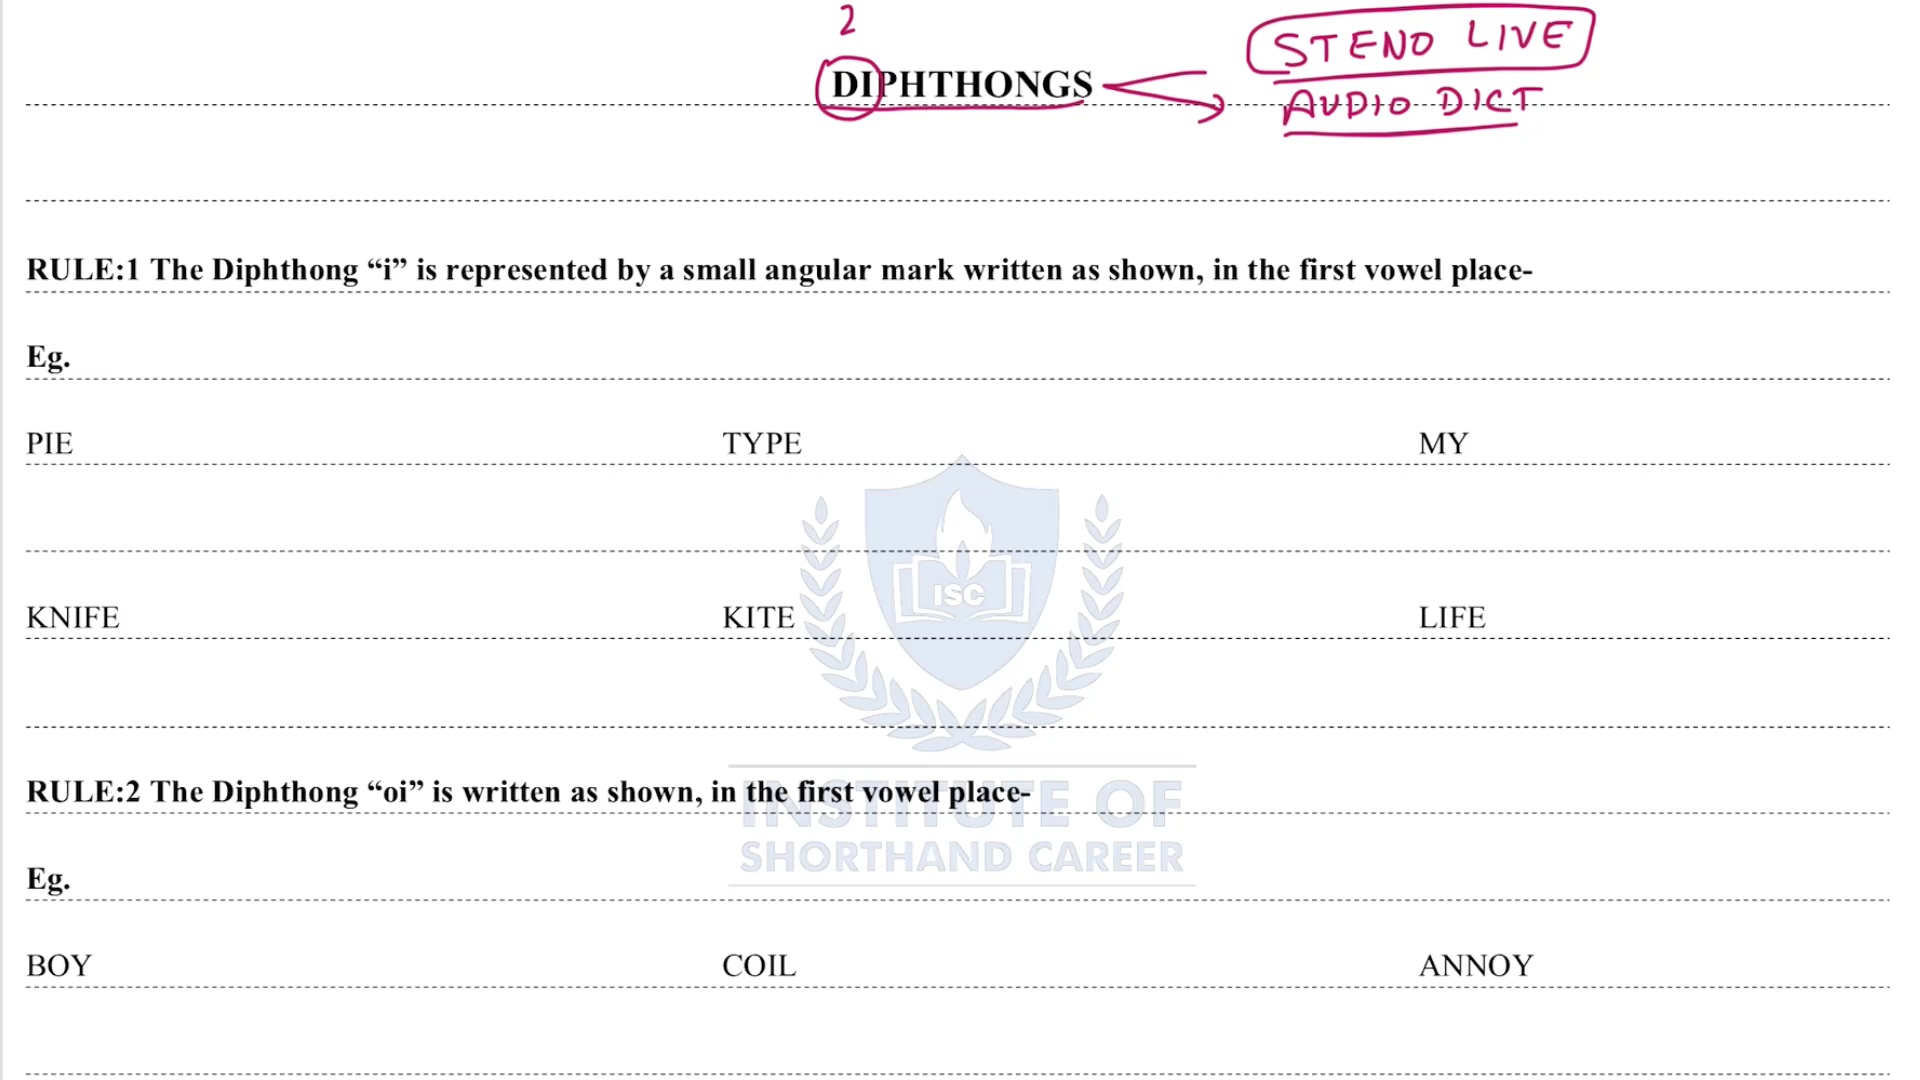 2
STENO LIVE
DIPHTHONGS
AUDIO DICT
RULE:1 The Diphthong “i” is represented by a small angular mark written as shown, in the first vowel place-
Eg.
PIE TYPE MY
ISC
KNIFE KITE LIFE
RULE:2 The Diphthong “oi” is written as shown, in the first vowel place-
INSTITUTE OF
SHORTHAND CAREER
Eg.
BOY COIL ANNOY